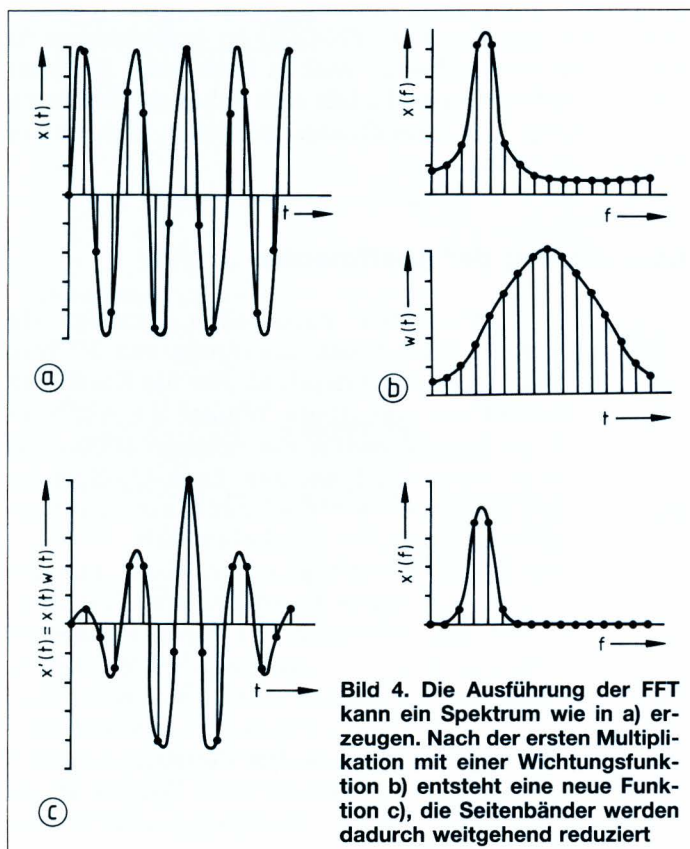 x(t)
t
ⓐ
x(f)
f
w(t)
t
ⓑ
x'(t) = x(t) w(t)
t
ⓒ
x'(f)
f
Bild 4. Die Ausführung der FFT
kann ein Spektrum wie in a) er-
zeugen. Nach der ersten Multipli-
kation mit einer Wichtungsfunk-
tion b) entsteht eine neue Funk-
tion c), die Seitenbänder werden
dadurch weitgehend reduziert